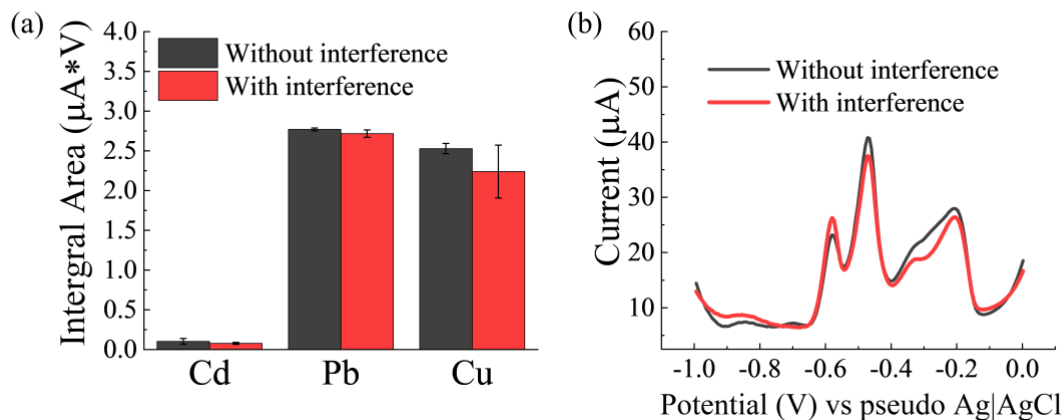 (a)
Intergral Area (µA*V)
4.0
3.5
3.0
2.5
2.0
1.5
1.0
0.5
0.0
Without interference
With interference
Cd Pb Cu
(b)
Current (µA)
60
50
40
30
20
10
Without interference
With interference
-1.0 -0.8 -0.6 -0.4 -0.2 0.0
Potential (V) vs pseudo Ag|AgCl